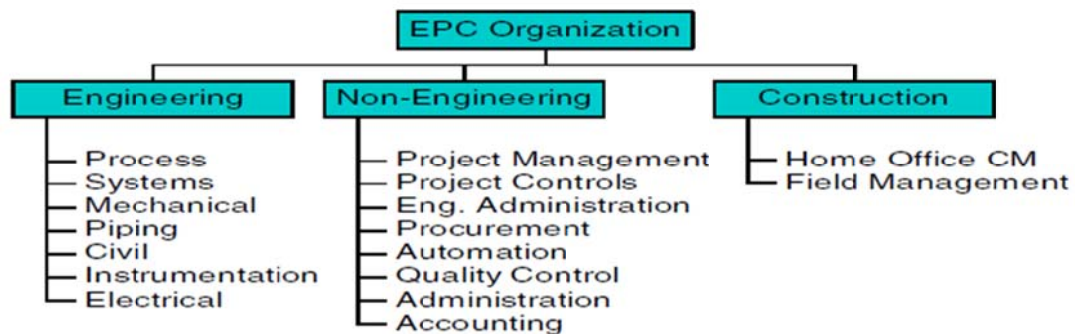 EPC Organization
Engineering
Process
Systems
Mechanical
Piping
Civil
Instrumentation
Electrical
Non-Engineering
Project Management
Project Controls
Eng. Administration
Procurement
Automation
Quality Control
Administration
Accounting
Construction
Home Office CM
Field Management